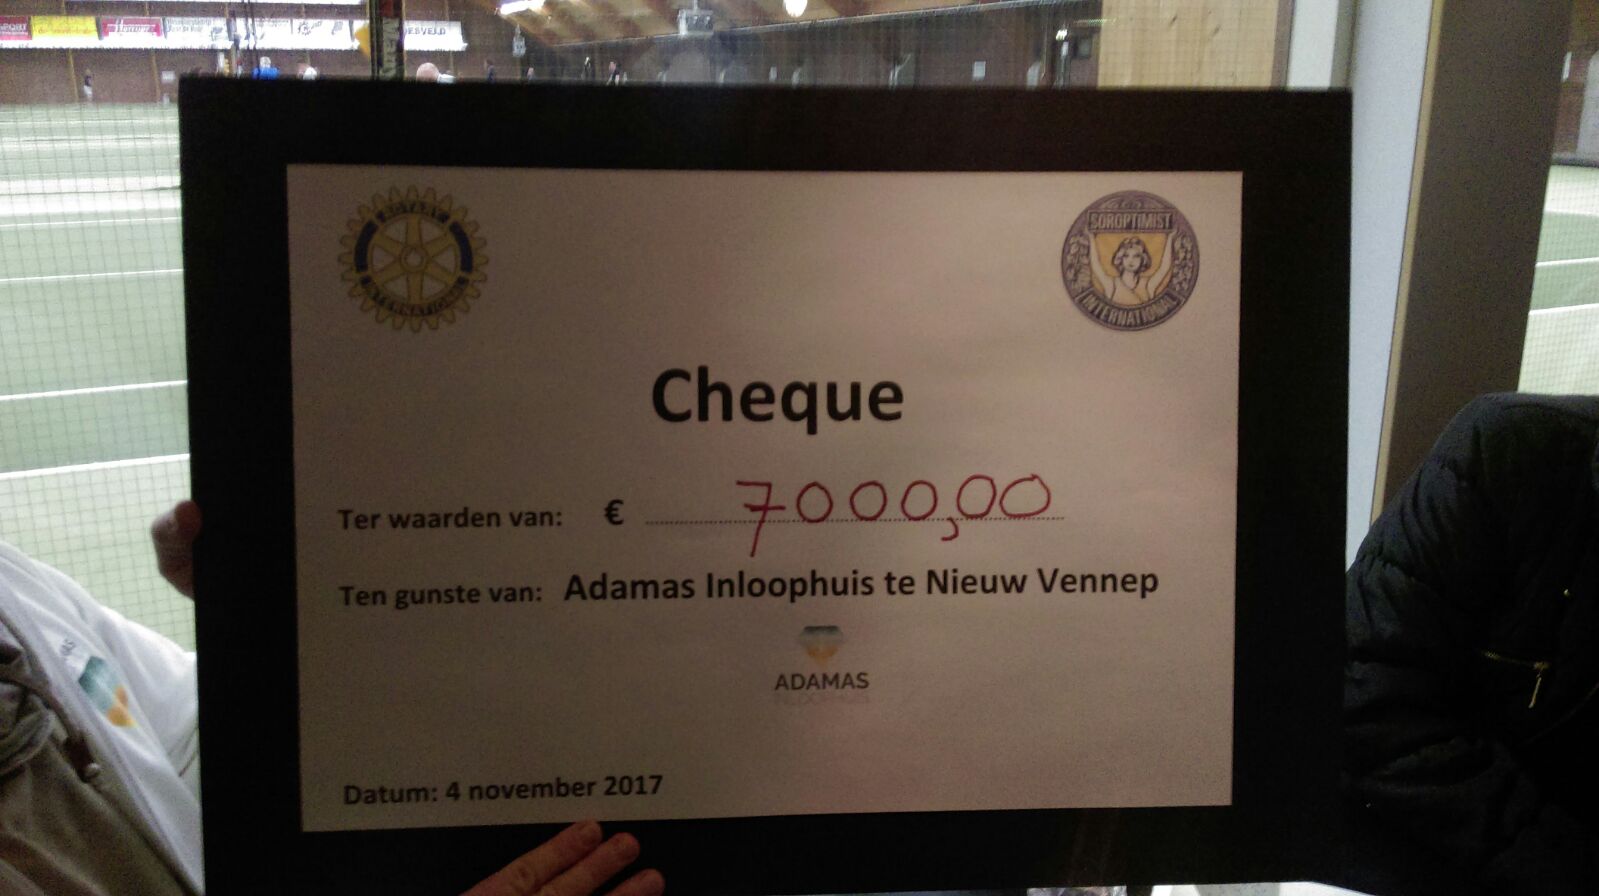 ROTARY
INTERNATIONAL
SOROPTIMIST
INTERNATIONAL
Cheque
Ter waarden van: € 7000,00
Ten gunste van: Adamas Inloophuis te Nieuw Vennep
ADAMAS
INLOOPHUIS
Datum: 4 november 2017